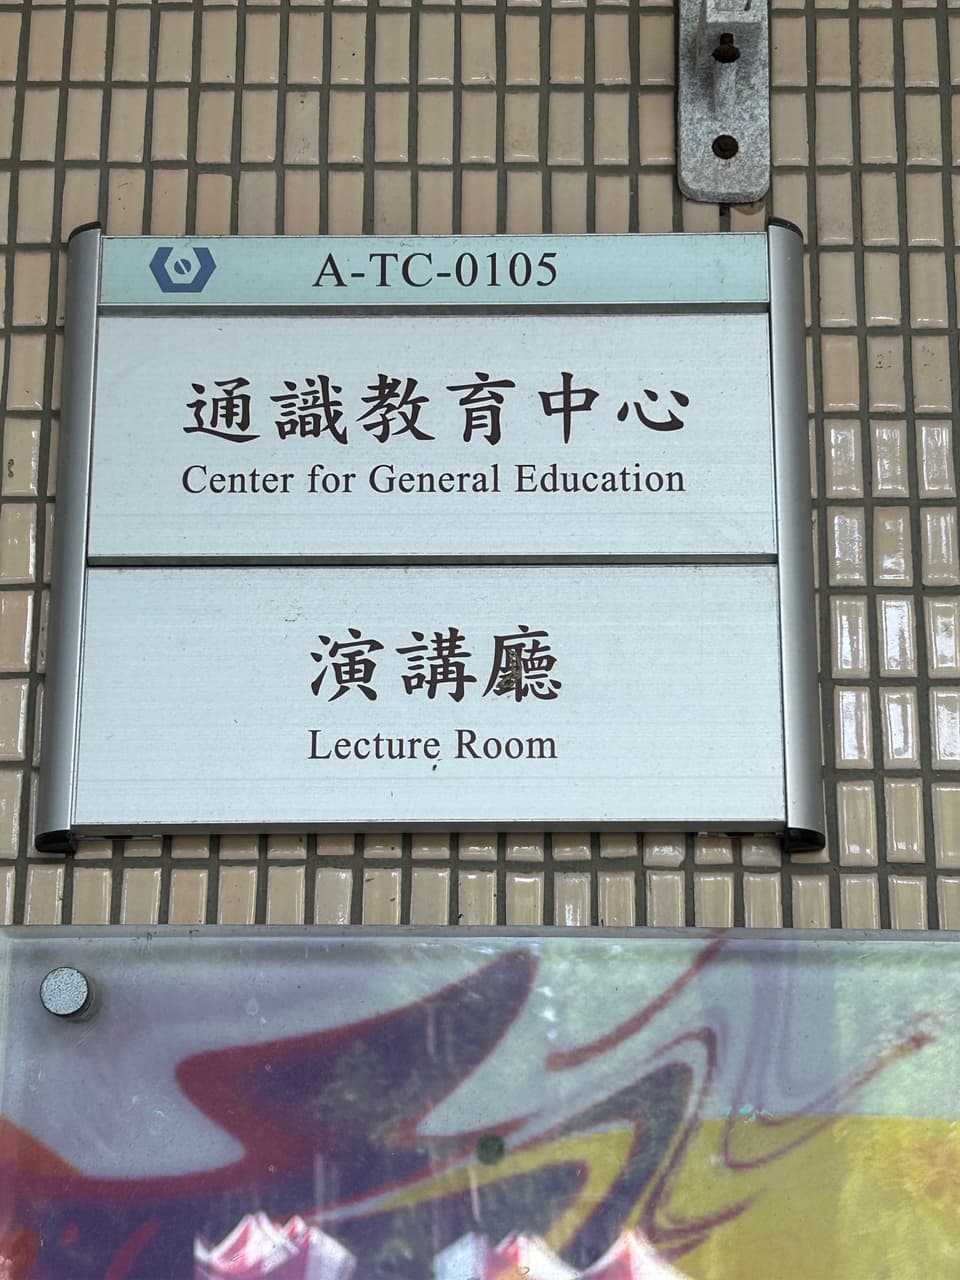 A-TC-0105
通識教育中心
Center for General Education
演講廳
Lecture Room